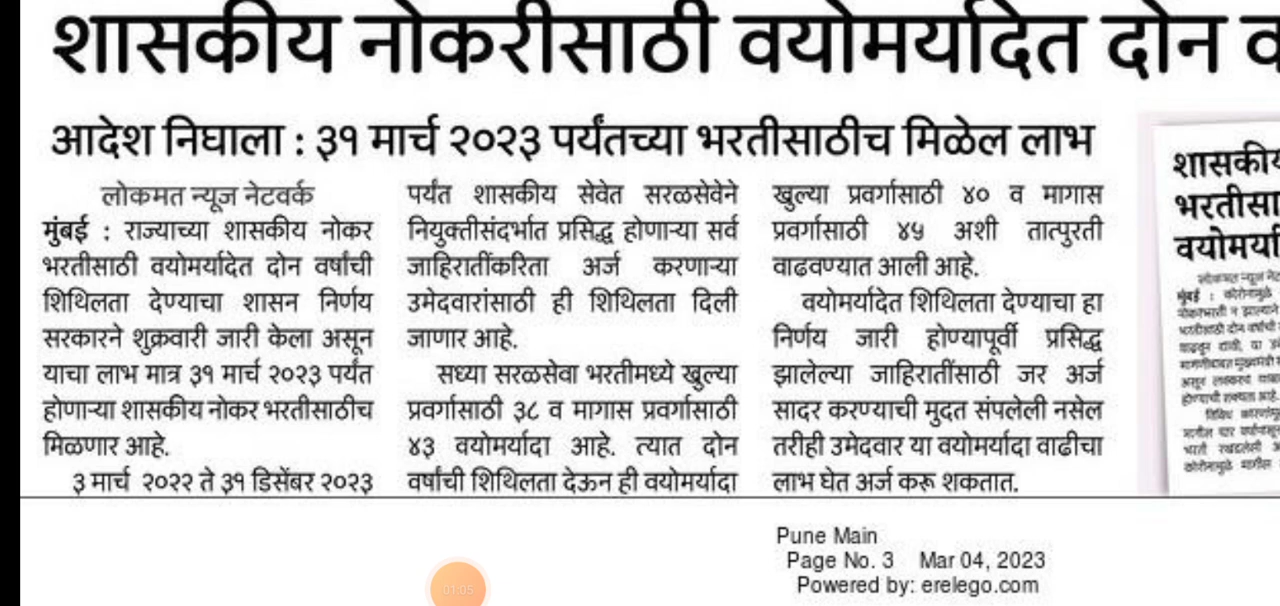 शासकीय नोकरीसाठी वयोमर्यादेत दोन
आदेश निघाला : ३१ मार्च २०२३ पर्यंतच्या भरतीसाठीच मिळेल लाभ
लोकमत न्यूज नेटवर्क
मुंबई : राज्याच्या शासकीय नोकर
भरतीसाठी वयोमर्यादेत दोन वर्षांची
शिथिलता देण्याचा शासन निर्णय
सरकारने शुक्रवारी जारी केला असून
याचा लाभ मात्र ३१ मार्च २०२३ पर्यंत
होणाऱ्या शासकीय नोकर भरतीसाठीच
मिळणार आहे.
३ मार्च २०२२ ते ३१ डिसेंबर २०२३
पर्यंत शासकीय सेवेत सरळसेवेने
नियुक्तीसंदर्भात प्रसिद्ध होणाऱ्या सर्व
जाहिरातींकरिता अर्ज करणाऱ्या
उमेदवारांसाठी ही शिथिलता दिली
जाणार आहे.
सध्या सरळसेवा भरतीमध्ये खुल्या
प्रवर्गासाठी ३८ व मागास प्रवर्गासाठी
४३ वयोमर्यादा आहे. त्यात दोन
वर्षांची शिथिलता देऊन ही वयोमर्यादा
खुल्या प्रवर्गासाठी ४० व मागास
प्रवर्गासाठी ४५ अशी तात्पुरती
वाढवण्यात आली आहे.
वयोमर्यादेत शिथिलता देण्याचा हा
निर्णय जारी होण्यापूर्वी प्रसिद्ध
झालेल्या जाहिरातींसाठी जर अर्ज
सादर करण्याची मुदत संपलेली नसेल
तरीही उमेदवार या वयोमर्यादा वाढीचा
लाभ घेत अर्ज करू शकतात.
शासकीय
भरतीसा
वयोमर्या
लोकमत न्यूज
मुंबई : कोरोनामुळे
Pune Main
Page No. 3 Mar 04, 2023
Powered by: erelego.com
01:05